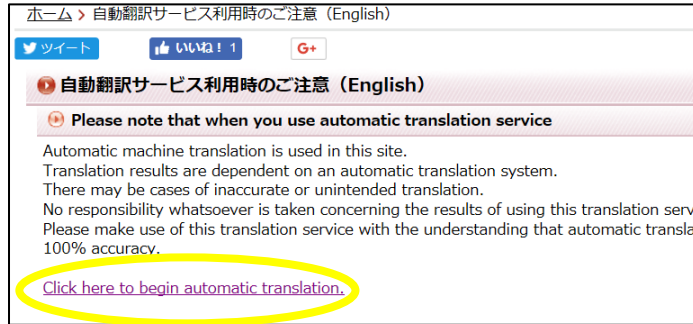 ホーム > 自動翻訳サービス利用時のご注意（English）
ツイート いいね！ 1 G+
自動翻訳サービス利用時のご注意（English）
Please note that when you use automatic translation service
Automatic machine translation is used in this site.
Translation results are dependent on an automatic translation system.
There may be cases of inaccurate or unintended translation.
No responsibility whatsoever is taken concerning the results of using this translation serv
Please make use of this translation service with the understanding that automatic transla
100% accuracy.
Click here to begin automatic translation.